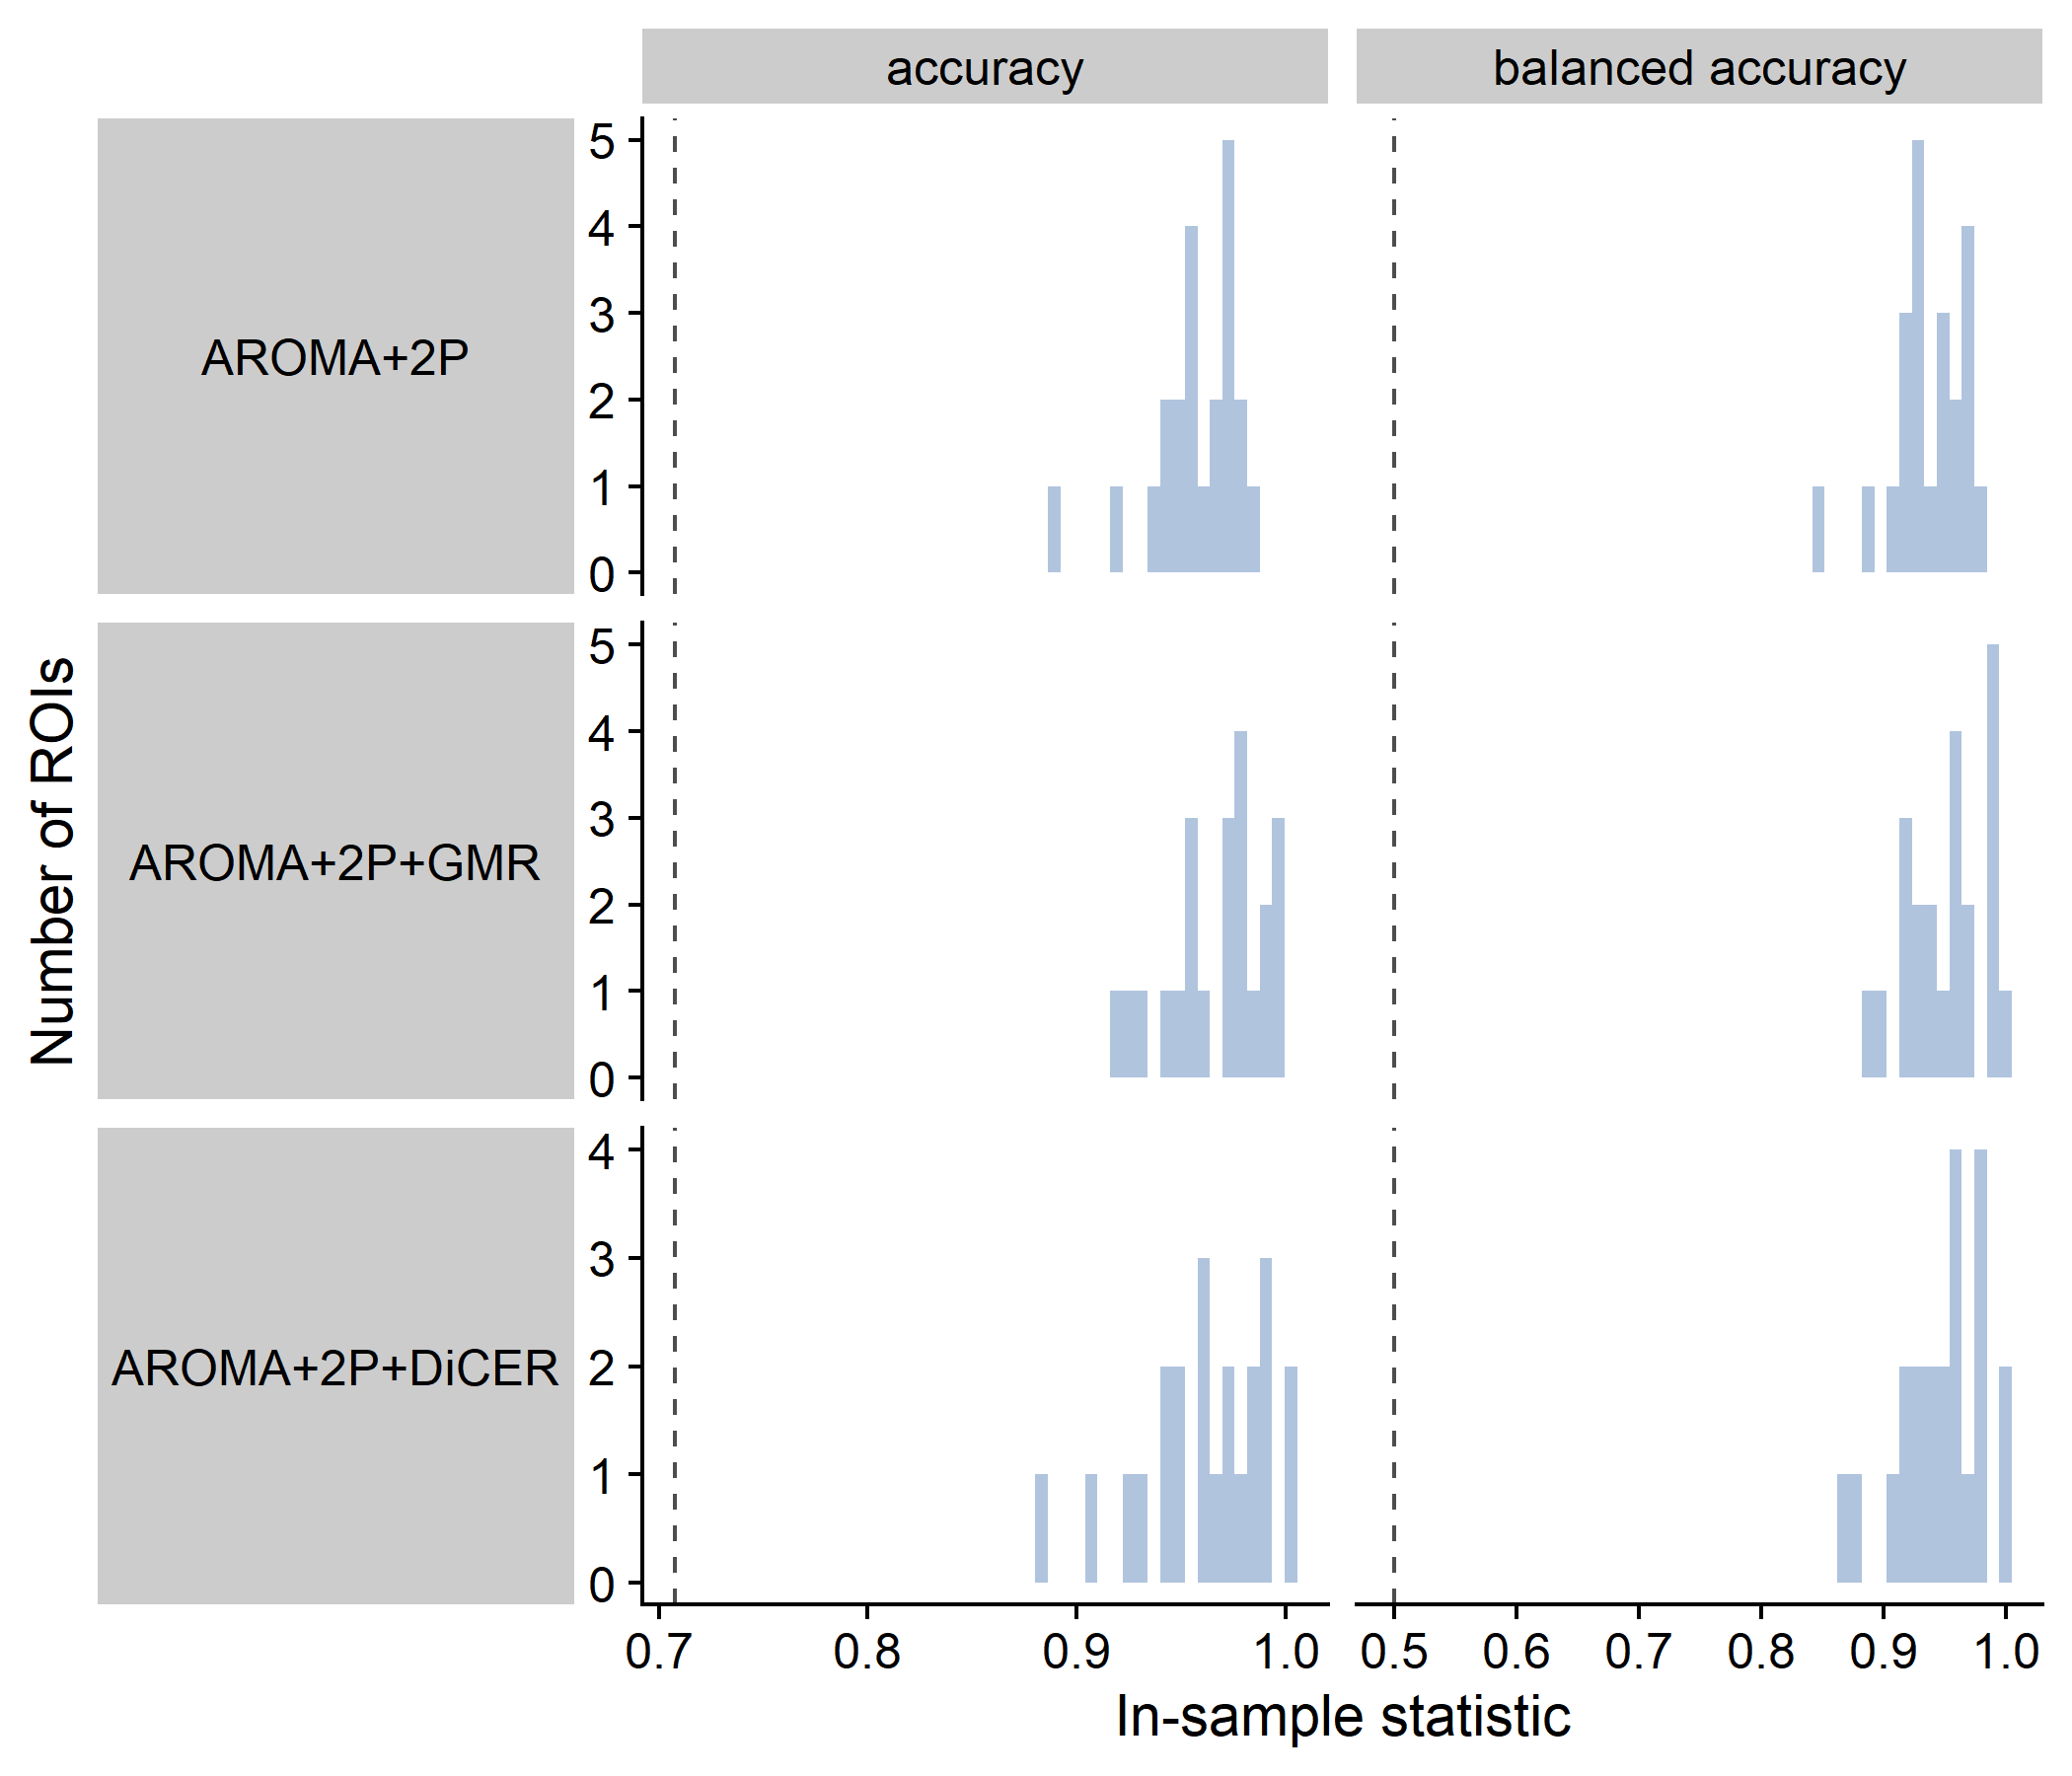 accuracy
balanced accuracy
Number of ROIs
AROMA+2P
5
4
3
2
1
0
AROMA+2P+GMR
5
4
3
2
1
0
AROMA+2P+DiCER
4
3
2
1
0
0.7 0.8 0.9 1.0 0.5 0.6 0.7 0.8 0.9 1.0
In-sample statistic